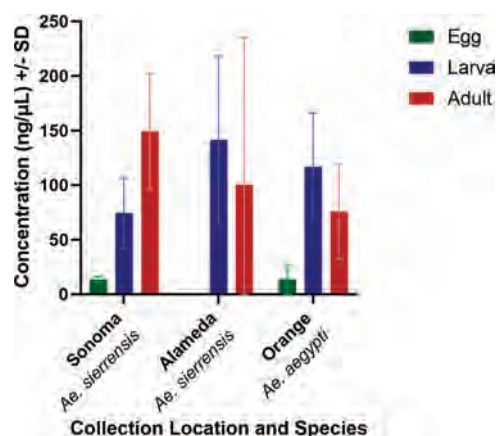 Concentration (ng/µL) +/- SD
250
200
150
100
50
0
Egg
Larva
Adult
Sonoma
Ae. sierrensis
Alameda
Ae. sierrensis
Orange
Ae. aegypti
Collection Location and Species